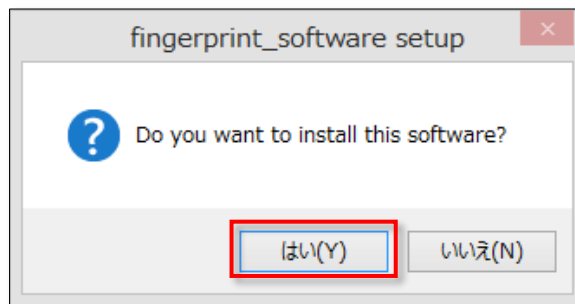 fingerprint_software setup
Do you want to install this software?
はい(Y) いいえ(N)